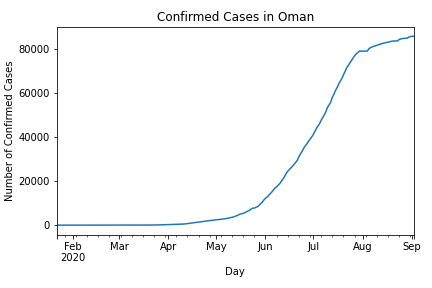 Confirmed Cases in Oman
Number of Confirmed Cases
80000
60000
40000
20000
0
Feb Mar Apr May Jun Jul Aug Sep
2020
Day